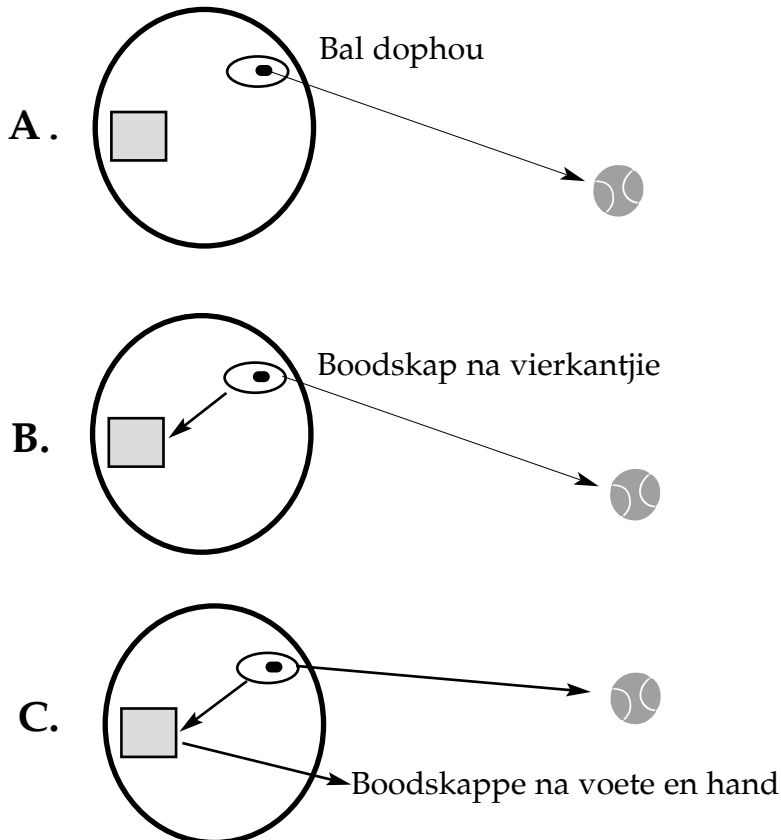 Bal dophou
A .
Boodskap na vierkantjie
B.
C.
Boodskappe na voete en hand